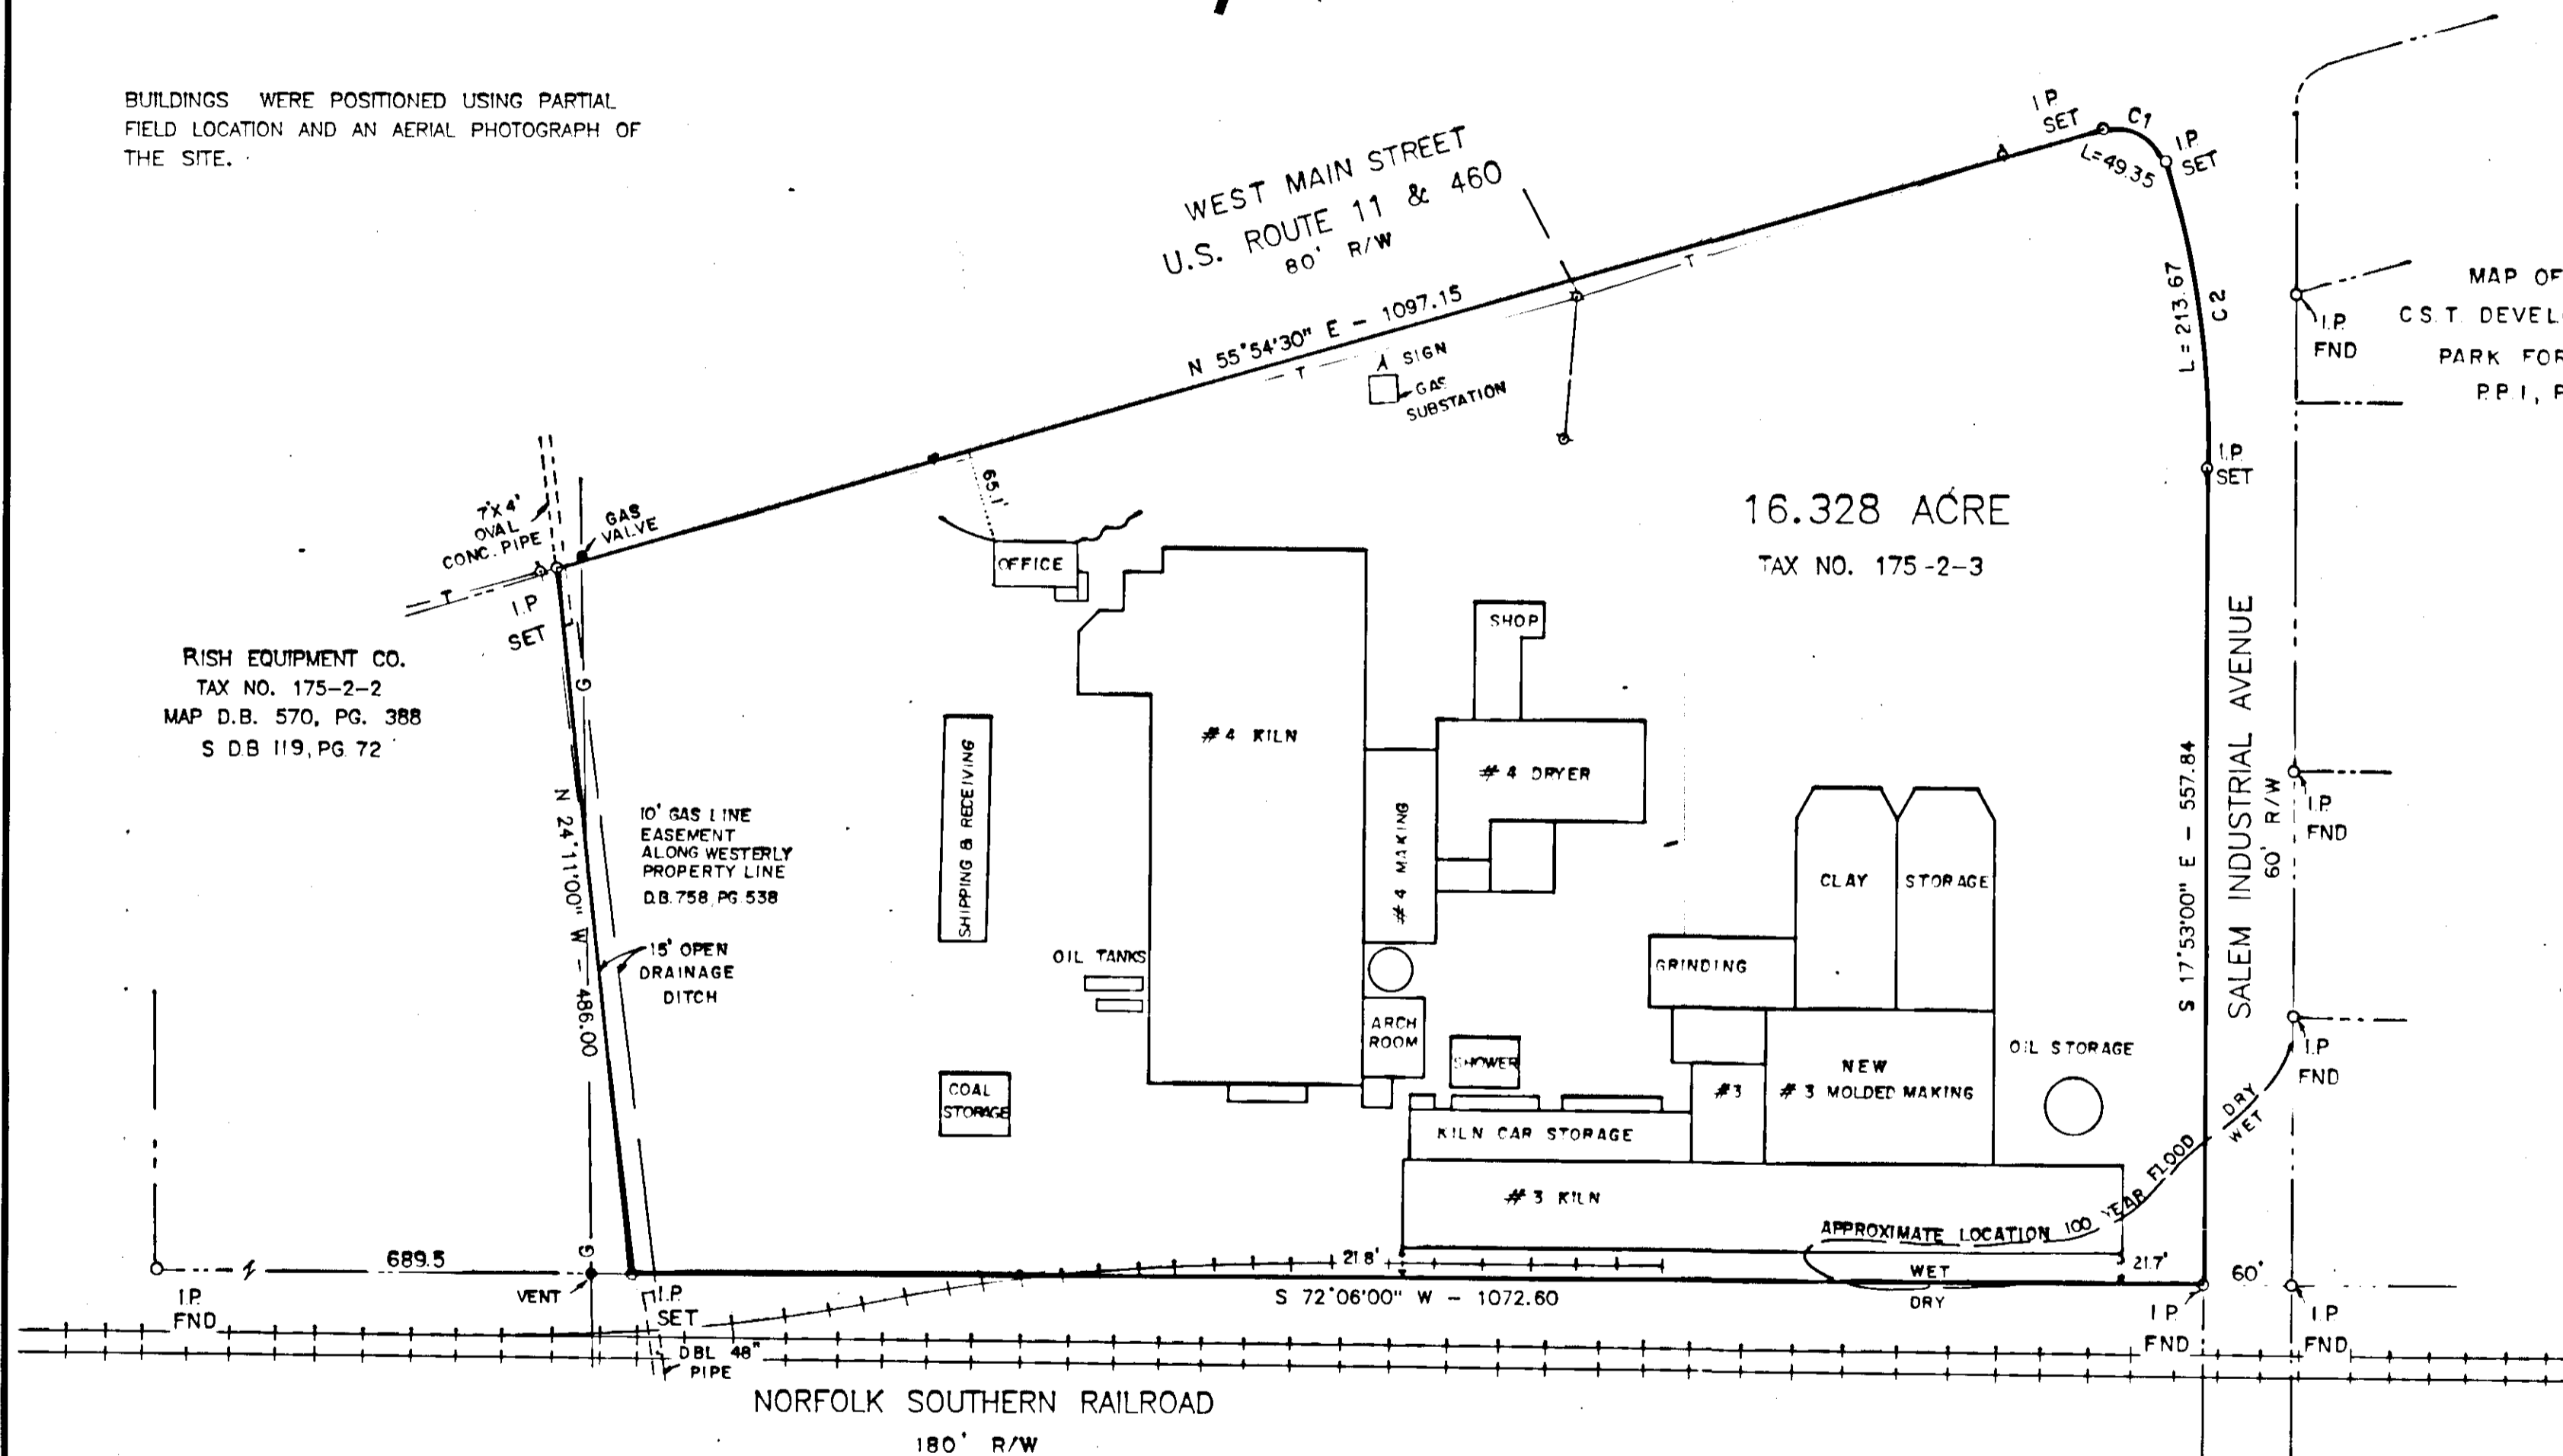 BUILDINGS WERE POSITIONED USING PARTIAL
FIELD LOCATION AND AN AERIAL PHOTOGRAPH OF
THE SITE.
WEST MAIN STREET
U.S. ROUTE 11 & 460
80' R/W
N 55°54'30" E - 1097.15
T
T
SIGN
GAS
SUBSTATION
I.P.
SET
C1
L=49.35
I.P.
SET
L=213.67
C2
I.P.
SET
MAP OF
C.S.T. DEVEL
PARK FOR
P.P.1, P
I.P.
FND
7'X4'
OVAL
CONC. PIPE
GAS
VALVE
T
I.P.
SET
65.1'
OFFICE
16.328 ACRE
TAX NO. 175-2-3
RISH EQUIPMENT CO.
TAX NO. 175-2-2
MAP D.B. 570, PG. 388
S D.B 119, PG. 72
G
N 24°11'00" W - 486.00
10' GAS LINE
EASEMENT
ALONG WESTERLY
PROPERTY LINE
D.B. 758, PG. 538
15' OPEN
DRAINAGE
DITCH
SHIPPING & RECEIVING
#4 KILN
SHOP
#4 DRYER
#4 MAKING
OIL TANKS
CLAY STORAGE
GRINDING
ARCH
ROOM
SHOWER
COAL
STORAGE
#3
NEW
#3 MOLDED MAKING
OIL STORAGE
KILN CAR STORAGE
#3 KILN
S 17°53'00" E - 557.84
SALEM INDUSTRIAL AVENUE
60' R/W
I.P.
FND
I.P.
FND
DRY
WET
APPROXIMATE LOCATION 100 YEAR FLOOD
WET
DRY
689.5
G
VENT
I.P.
FND
I.P.
SET
21.8'
21.7'
60'
S 72°06'00" W - 1072.60
I.P.
FND
I.P.
FND
DBL 48"
PIPE
NORFOLK SOUTHERN RAILROAD
180' R/W